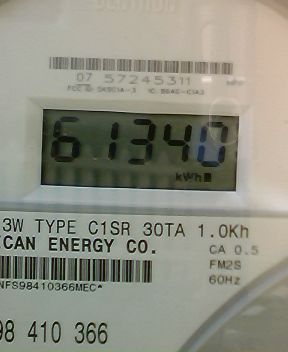 07 57245311
61340
kWh
3W TYPE C1SR 30TA 1.0Kh
ICAN ENERGY CO.
CA 0.5
FM2S
60Hz
NFS98410366MEC*
98 410 366